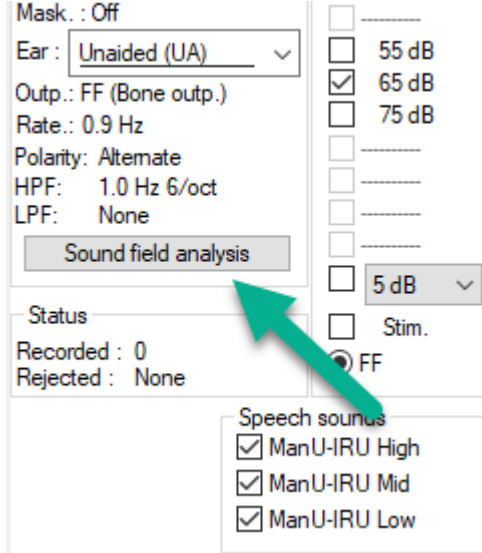 Mask. : Off
Ear : Unaided (UA)
Outp.: FF (Bone outp.)
Rate.: 0.9 Hz
Polarity: Alternate
HPF: 1.0 Hz 6/oct
LPF: None
Sound field analysis
Status
Recorded : 0
Rejected : None
----------
55 dB
65 dB
75 dB
----------
----------
----------
----------
5 dB
Stim.
FF
Speech sounds
ManU-IRU High
ManU-IRU Mid
ManU-IRU Low